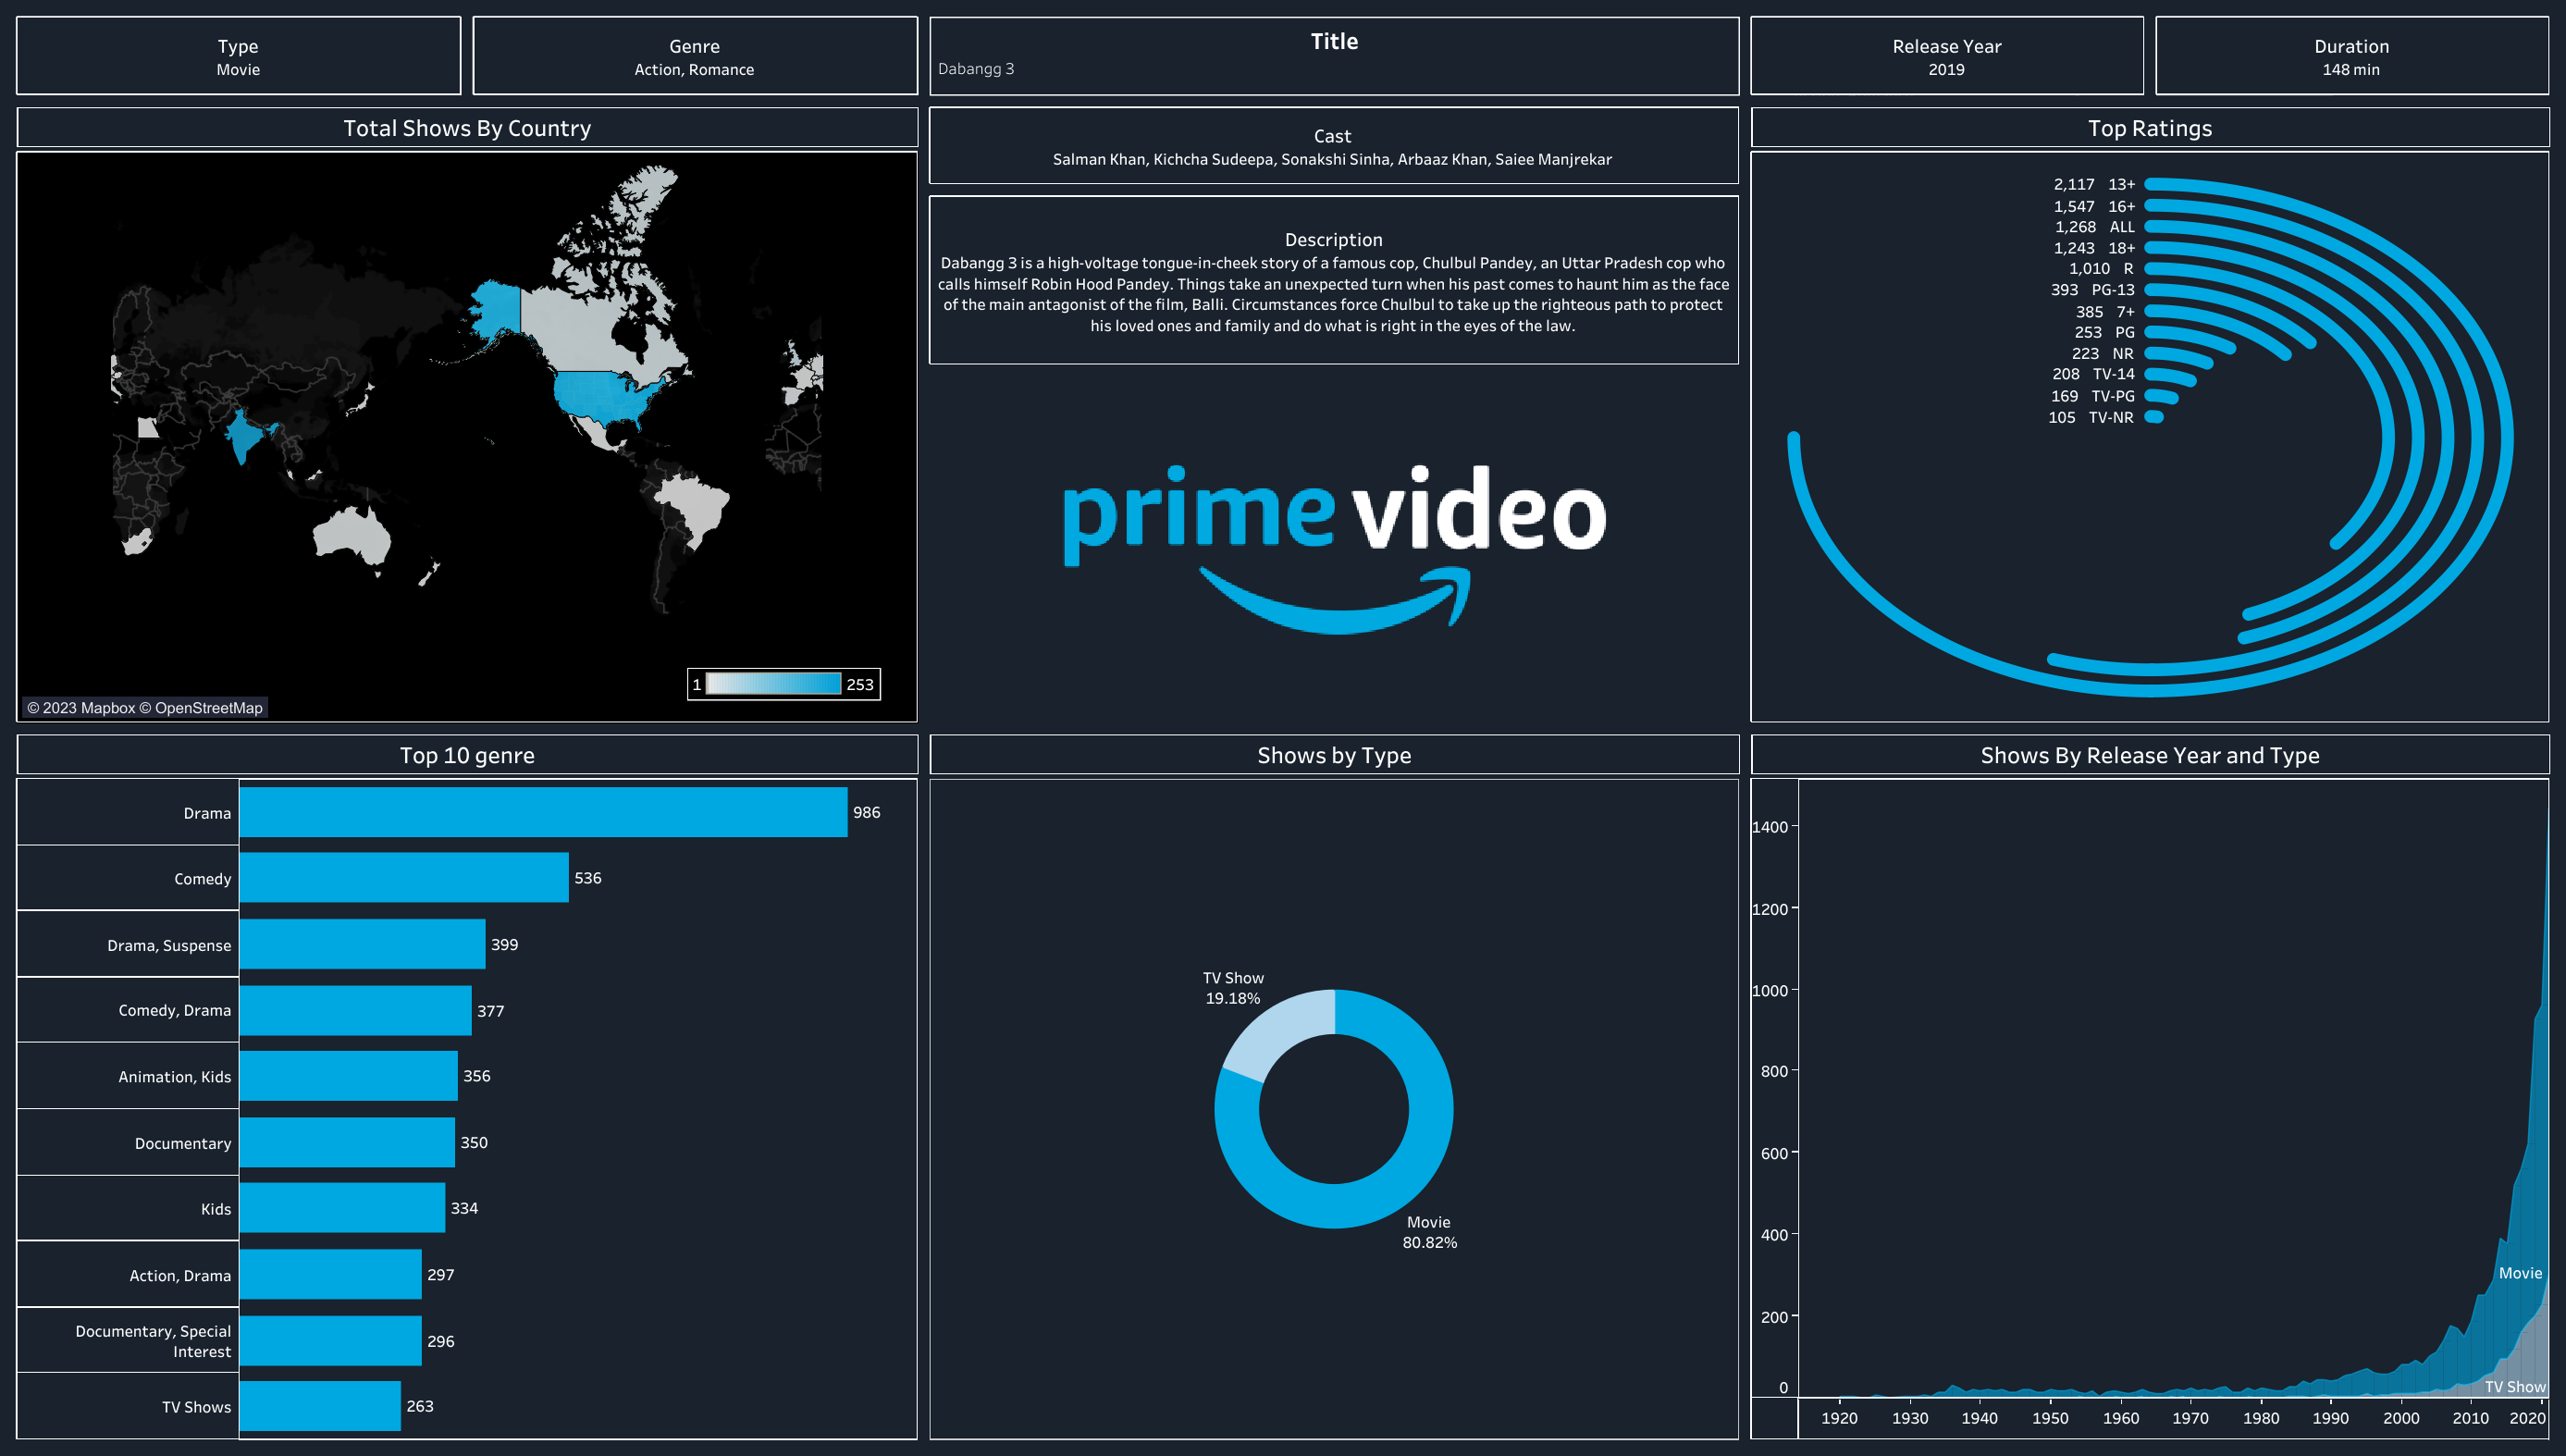 Type
Movie
Genre
Action, Romance
Title
Dabangg 3
Release Year
2019
Duration
148 min
Total Shows By Country
1
253
© 2023 Mapbox © OpenStreetMap
Cast
Salman Khan, Kichcha Sudeepa, Sonakshi Sinha, Arbaaz Khan, Saiee Manjrekar
Description
Dabangg 3 is a high-voltage tongue-in-cheek story of a famous cop, Chulbul Pandey, an Uttar Pradesh cop who
calls himself Robin Hood Pandey. Things take an unexpected turn when his past comes to haunt him as the face
of the main antagonist of the film, Balli. Circumstances force Chulbul to take up the righteous path to protect
his loved ones and family and do what is right in the eyes of the law.
prime video
Top Ratings
2,117 13+
1,547 16+
1,268 ALL
1,243 18+
1,010 R
393 PG-13
385 7+
253 PG
223 NR
208 TV-14
169 TV-PG
105 TV-NR
Top 10 genre
Drama 986
Comedy 536
Drama, Suspense 399
Comedy, Drama 377
Animation, Kids 356
Documentary 350
Kids 334
Action, Drama 297
Documentary, Special
Interest 296
TV Shows 263
Shows by Type
TV Show
19.18%
Movie
80.82%
Shows By Release Year and Type
1400
1200
1000
800
600
400
200
0
Movie
TV Show
1920 1930 1940 1950 1960 1970 1980 1990 2000 2010 2020